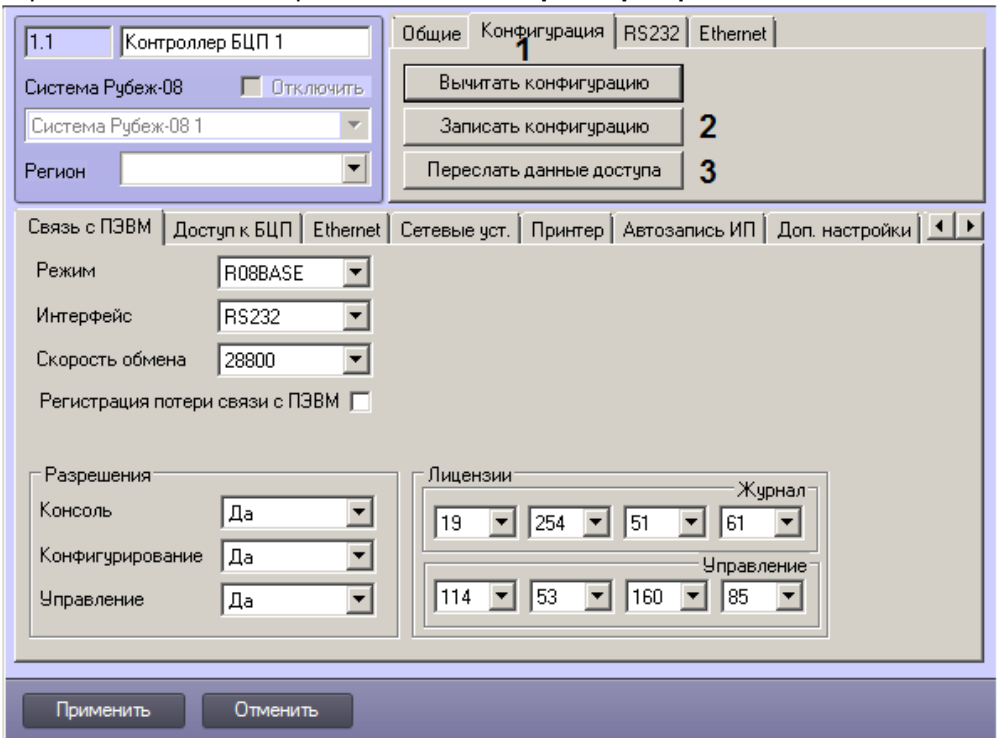 1.1 Контроллер БЦП 1
Система Рубеж-08 Отключить
Система Рубеж-08 1
Регион
Общие Конфигурация RS232 Ethernet
1
Вычитать конфигурацию
Записать конфигурацию 2
Переслать данные доступа 3
Связь с ПЭВМ Доступ к БЦП Ethernet Сетевые уст. Принтер Автозапись ИП Доп. настройки
Режим R08BASE
Интерфейс RS232
Скорость обмена 28800
Регистрация потери связи с ПЭВМ
Разрешения
Консоль Да
Конфигурирование Да
Управление Да
Лицензии
Журнал
19 254 51 61
Управление
114 53 160 85
Применить Отменить